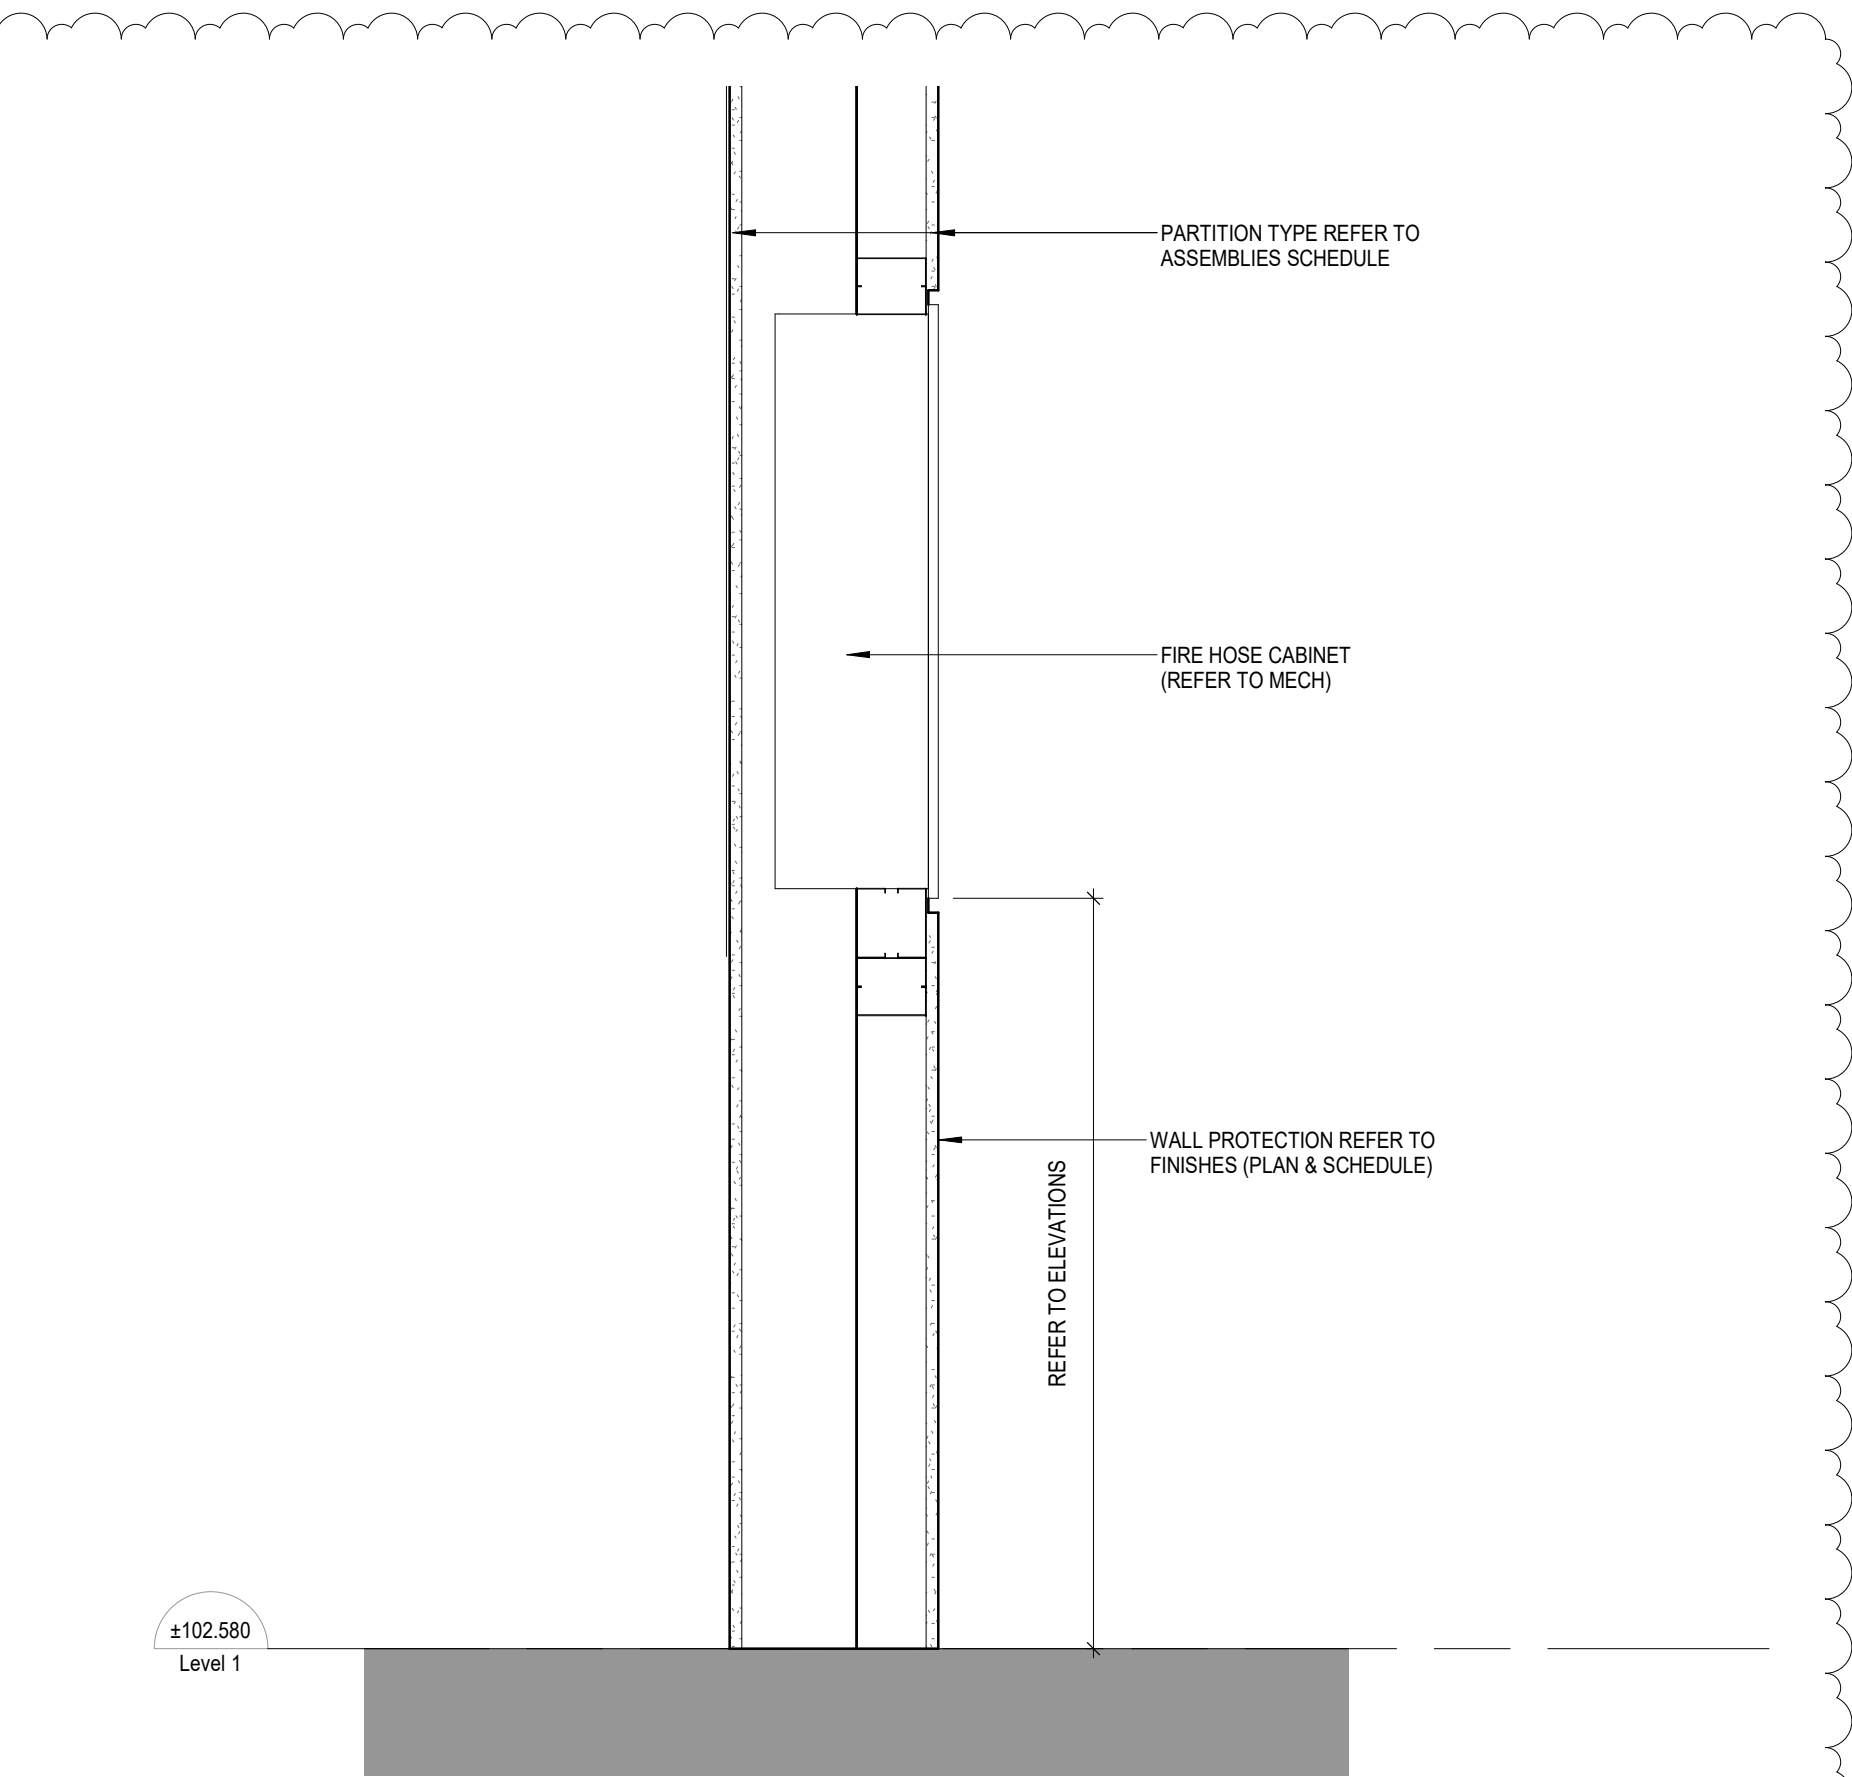 PARTITION TYPE REFER TO
ASSEMBLIES SCHEDULE
FIRE HOSE CABINET
(REFER TO MECH)
WALL PROTECTION REFER TO
FINISHES (PLAN & SCHEDULE)
REFER TO ELEVATIONS
±102.580
Level 1